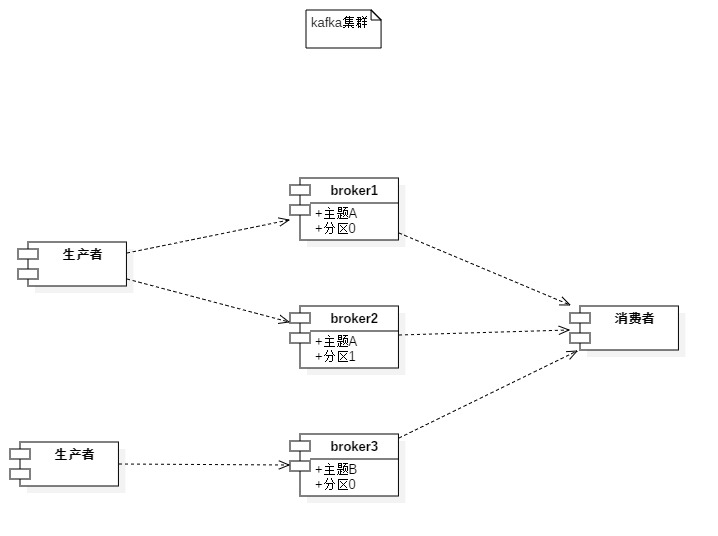 kafka集群
broker1
+主题A
+分区0
生产者
broker2
+主题A
+分区1
消费者
生产者
broker3
+主题B
+分区0